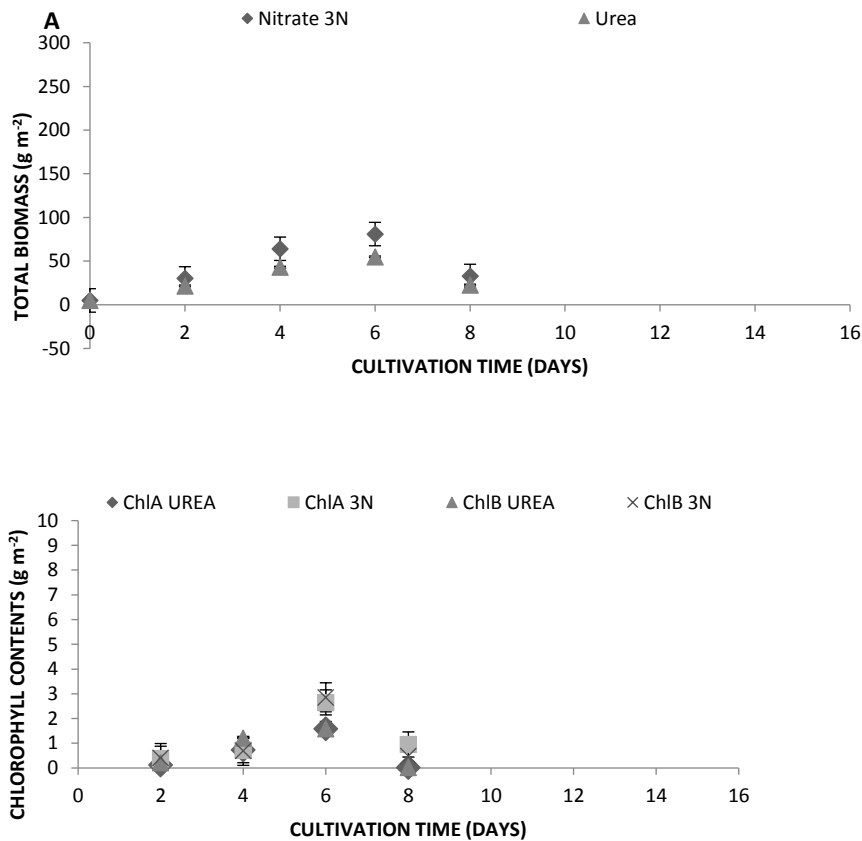 A
Nitrate 3N Urea
300
250
200
150
100
50
0
-50
TOTAL BIOMASS (g m⁻²)
0 2 4 6 8 10 12 14 16
CULTIVATION TIME (DAYS)
ChlA UREA ChlA 3N ChlB UREA ChlB 3N
10
9
8
7
6
5
4
3
2
1
0
CHLOROPHYLL CONTENTS (g m⁻²)
0 2 4 6 8 10 12 14 16
CULTIVATION TIME (DAYS)